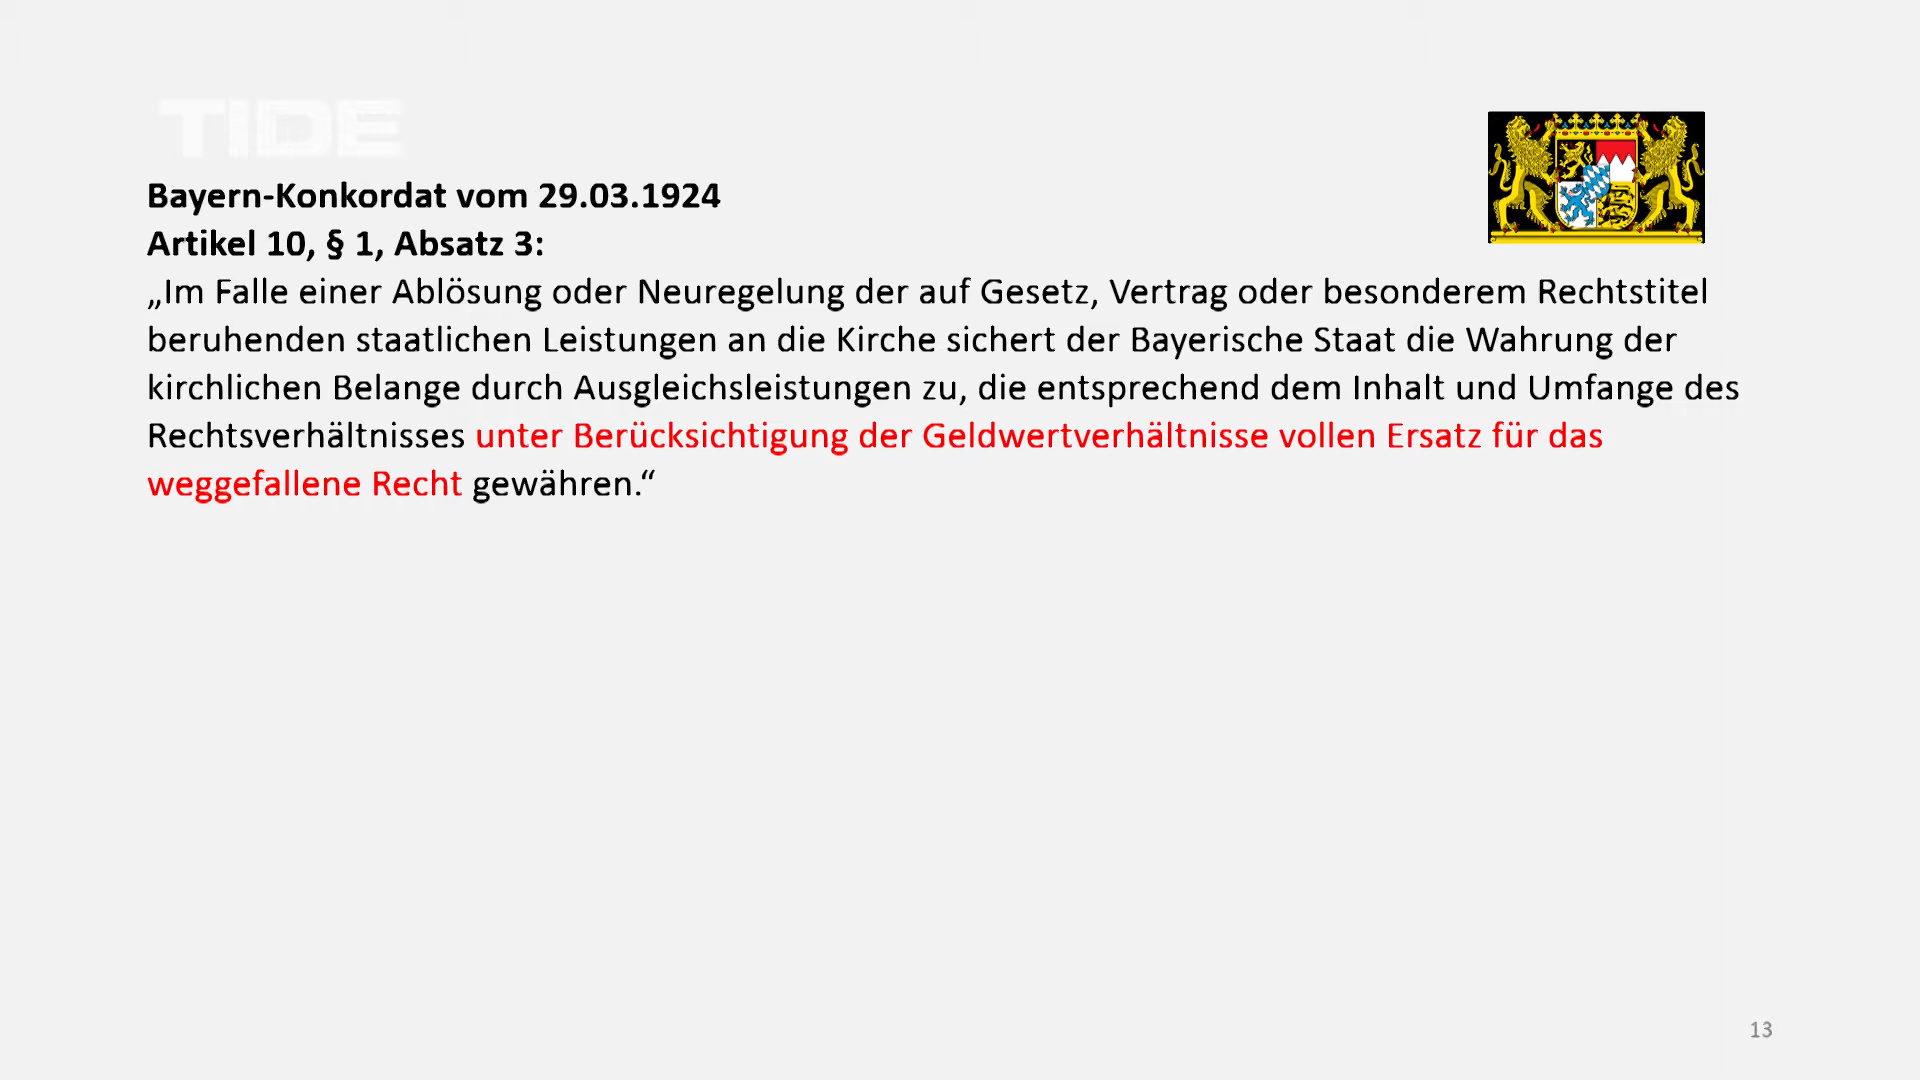 TIDE
Bayern-Konkordat vom 29.03.1924
Artikel 10, § 1, Absatz 3:
„Im Falle einer Ablösung oder Neuregelung der auf Gesetz, Vertrag oder besonderem Rechtstitel
beruhenden staatlichen Leistungen an die Kirche sichert der Bayerische Staat die Wahrung der
kirchlichen Belange durch Ausgleichsleistungen zu, die entsprechend dem Inhalt und Umfange des
Rechtsverhältnisses unter Berücksichtigung der Geldwertverhältnisse vollen Ersatz für das
weggefallene Recht gewähren.“
13